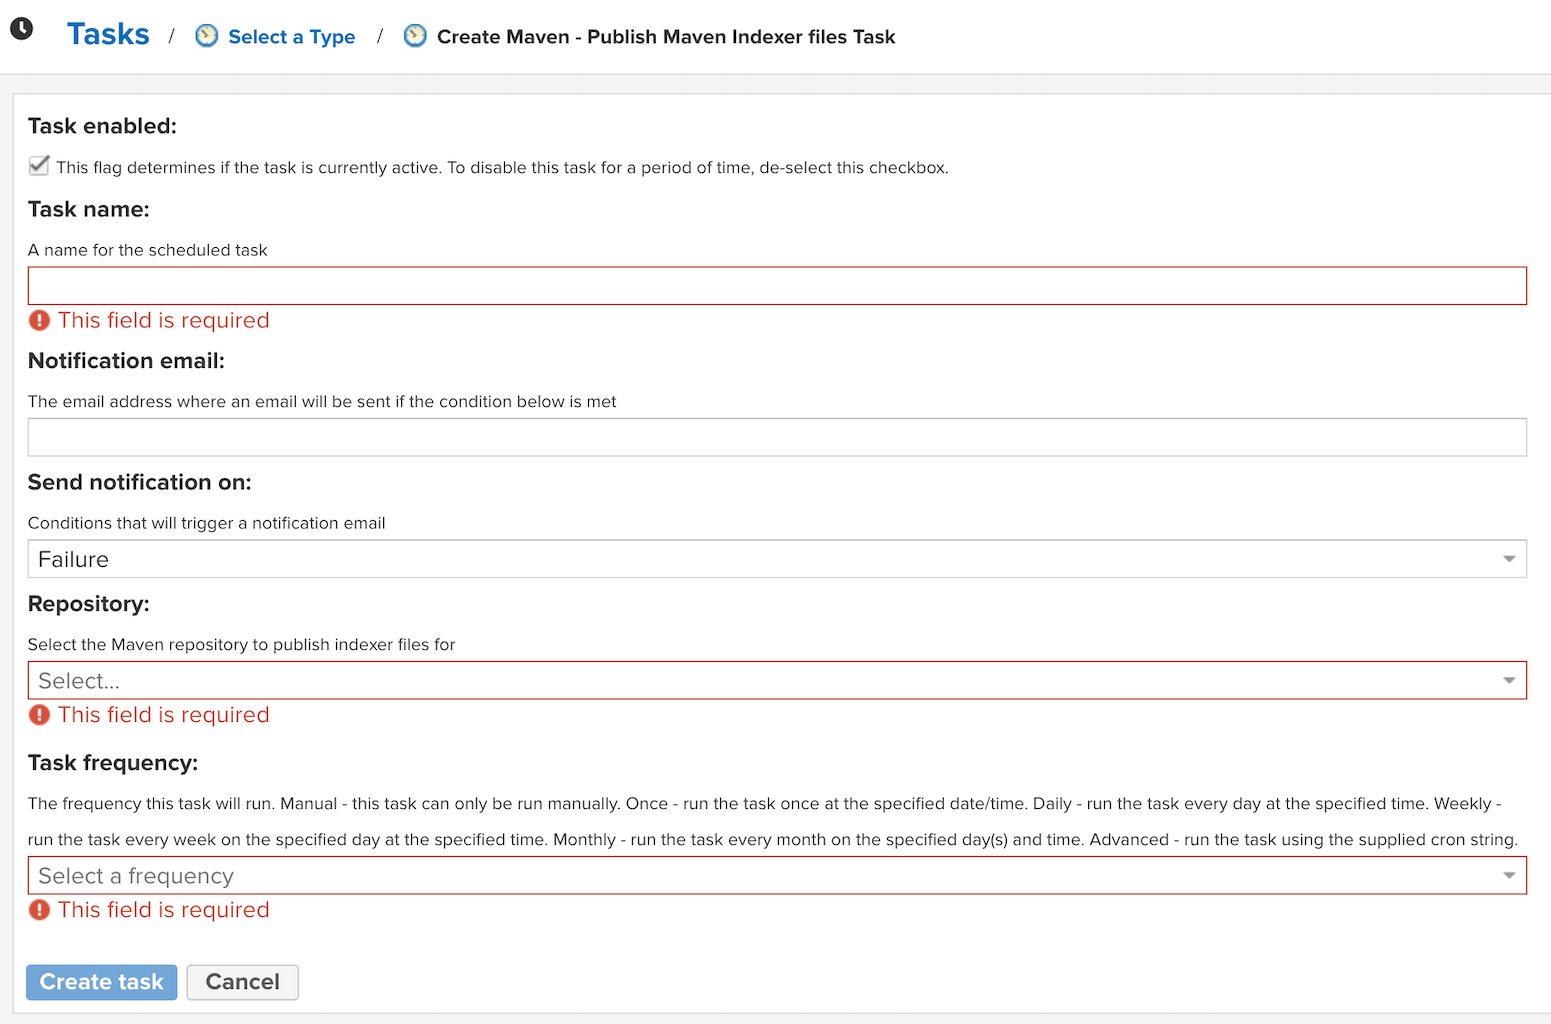 Tasks / Select a Type / Create Maven - Publish Maven Indexer files Task
Task enabled:
This flag determines if the task is currently active. To disable this task for a period of time, de-select this checkbox.
Task name:
A name for the scheduled task
This field is required
Notification email:
The email address where an email will be sent if the condition below is met
Send notification on:
Conditions that will trigger a notification email
Failure
Repository:
Select the Maven repository to publish indexer files for
Select...
This field is required
Task frequency:
The frequency this task will run. Manual - this task can only be run manually. Once - run the task once at the specified date/time. Daily - run the task every day at the specified time. Weekly -
run the task every week on the specified day at the specified time. Monthly - run the task every month on the specified day(s) and time. Advanced - run the task using the supplied cron string.
Select a frequency
This field is required
Create task Cancel